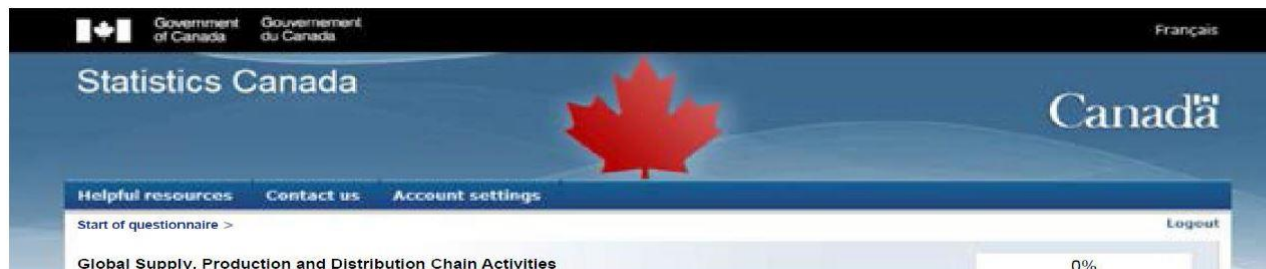 Government of Canada
Gouvernement du Canada
Français
Statistics Canada
Canada
Helpful resources Contact us Account settings
Start of questionnaire >
Logout
Global Supply, Production and Distribution Chain Activities
0%